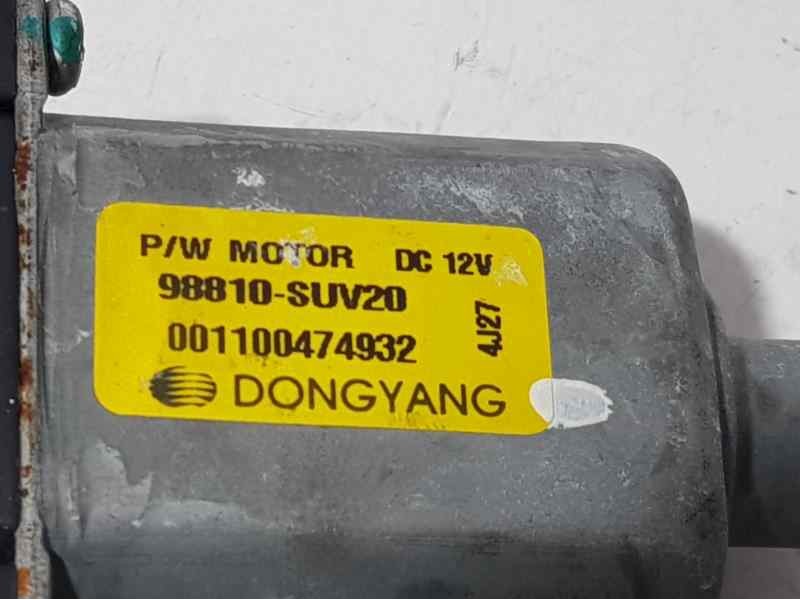 P/W MOTOR DC 12V
98810-SUV20
001100474932
4J27
DONGYANG